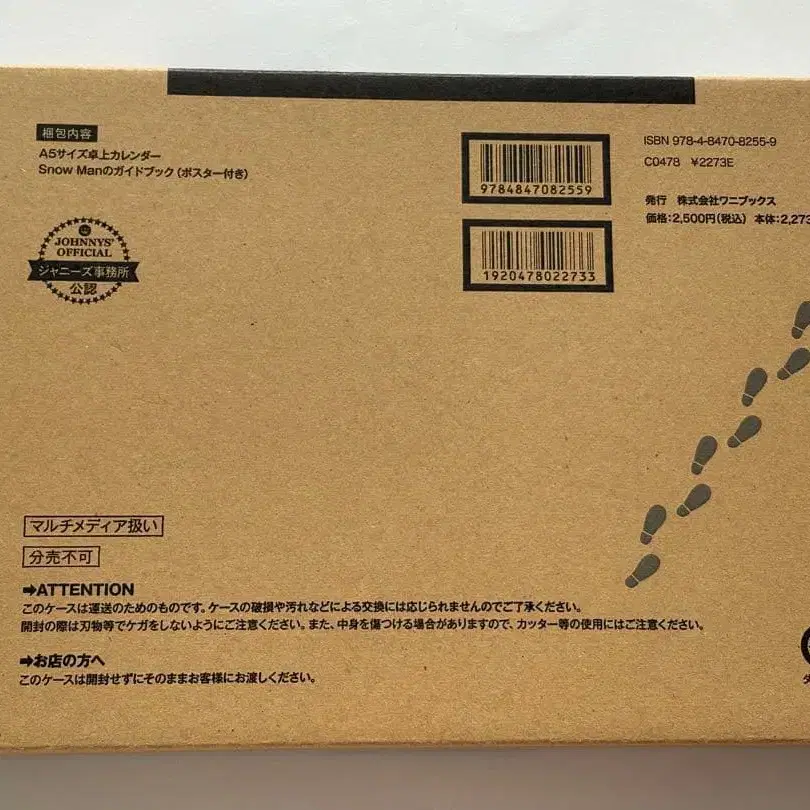 梱包内容
A5サイズ卓上カレンダー
Snow Manのガイドブック（ポスター付き）
JOHNNYS'
OFFICIAL
ジャニーズ事務所
公認
9784847082559
1920478022733
ISBN 978-4-8470-8255-9
C0478 ¥2273E
発行 株式会社ワニブックス
価格：2,500円（税込） 本体：2,273
マルチメディア扱い
分売不可
➡ATTENTION
このケースは運送のためのものです。ケースの破損や汚れなどによる交換には応じられませんのでご了承ください。
開封の際は刃物等でケガをしないようにご注意ください。また、中身を傷つける場合がありますので、カッター等の使用にはご注意ください。
➡お店の方へ
このケースは開封せずにそのままお客様にお渡しください。